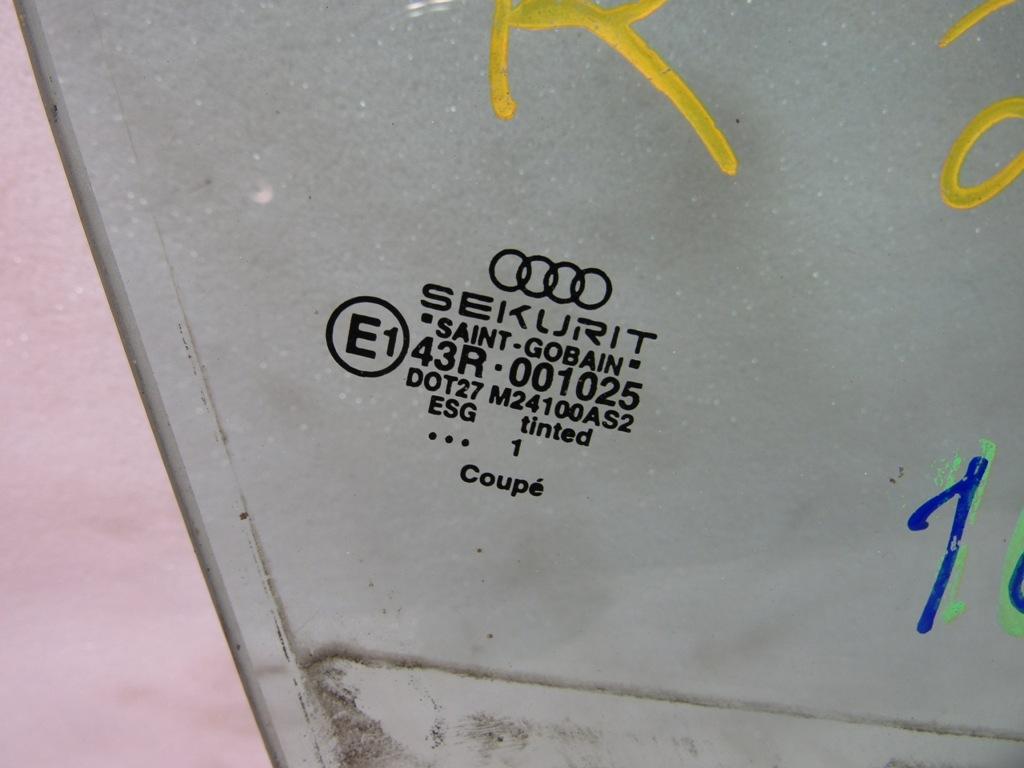 R
SEKURIT
"SAINT-GOBAIN"
E1
43R·001025
DOT27 M24100AS2
ESG tinted
... 1
Coupé